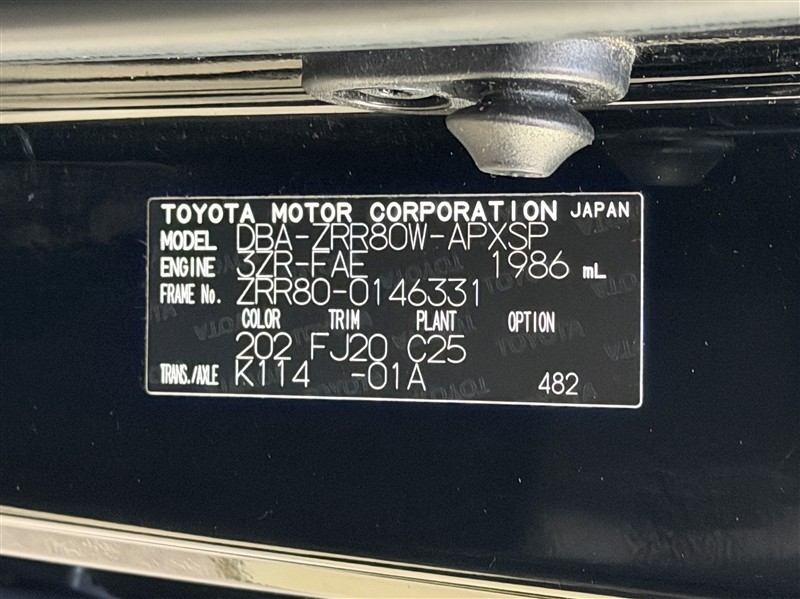 TOYOTA MOTOR CORPORATION JAPAN
MODEL DBA-ZRR80W-APXSP
ENGINE 3ZR-FAE 1986 mL
FRAME No. ZRR80-0146331
COLOR TRIM PLANT OPTION
202 FJ20 C25
TRANS./AXLE K114 -01A 482